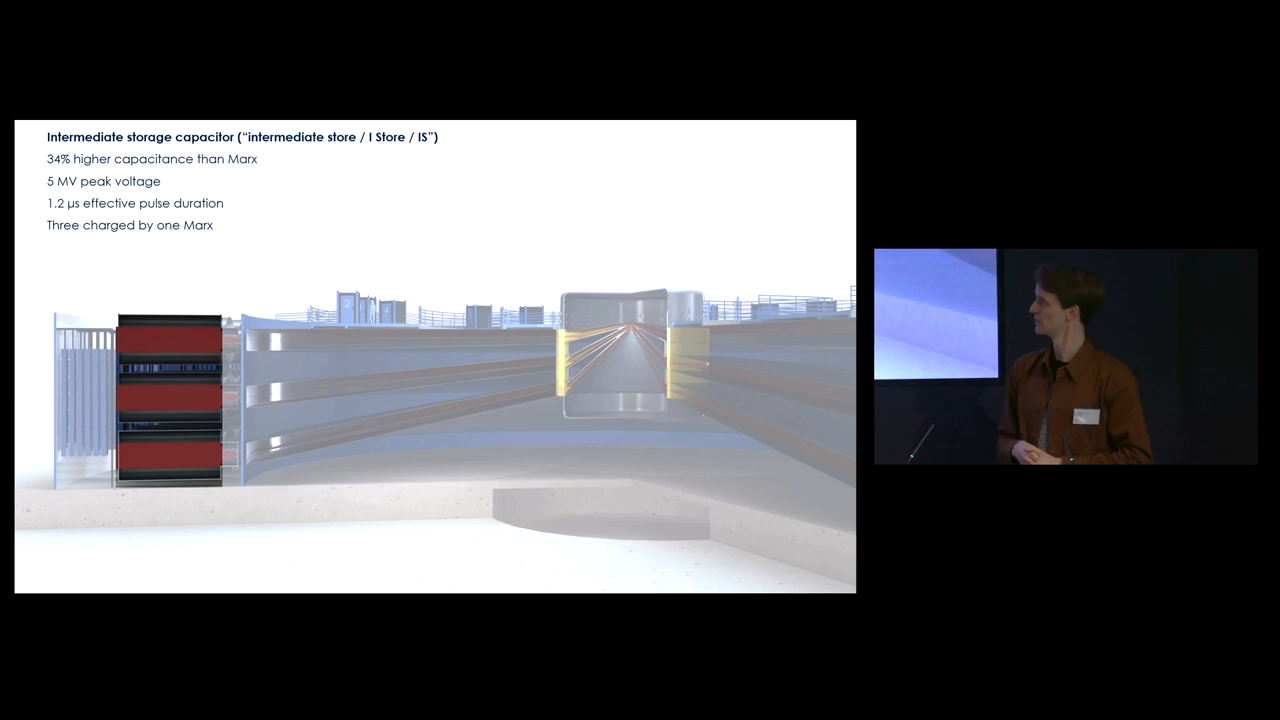 Intermediate storage capacitor (“intermediate store / I Store / IS”)
34% higher capacitance than Marx
5 MV peak voltage
1.2 µs effective pulse duration
Three charged by one Marx
2